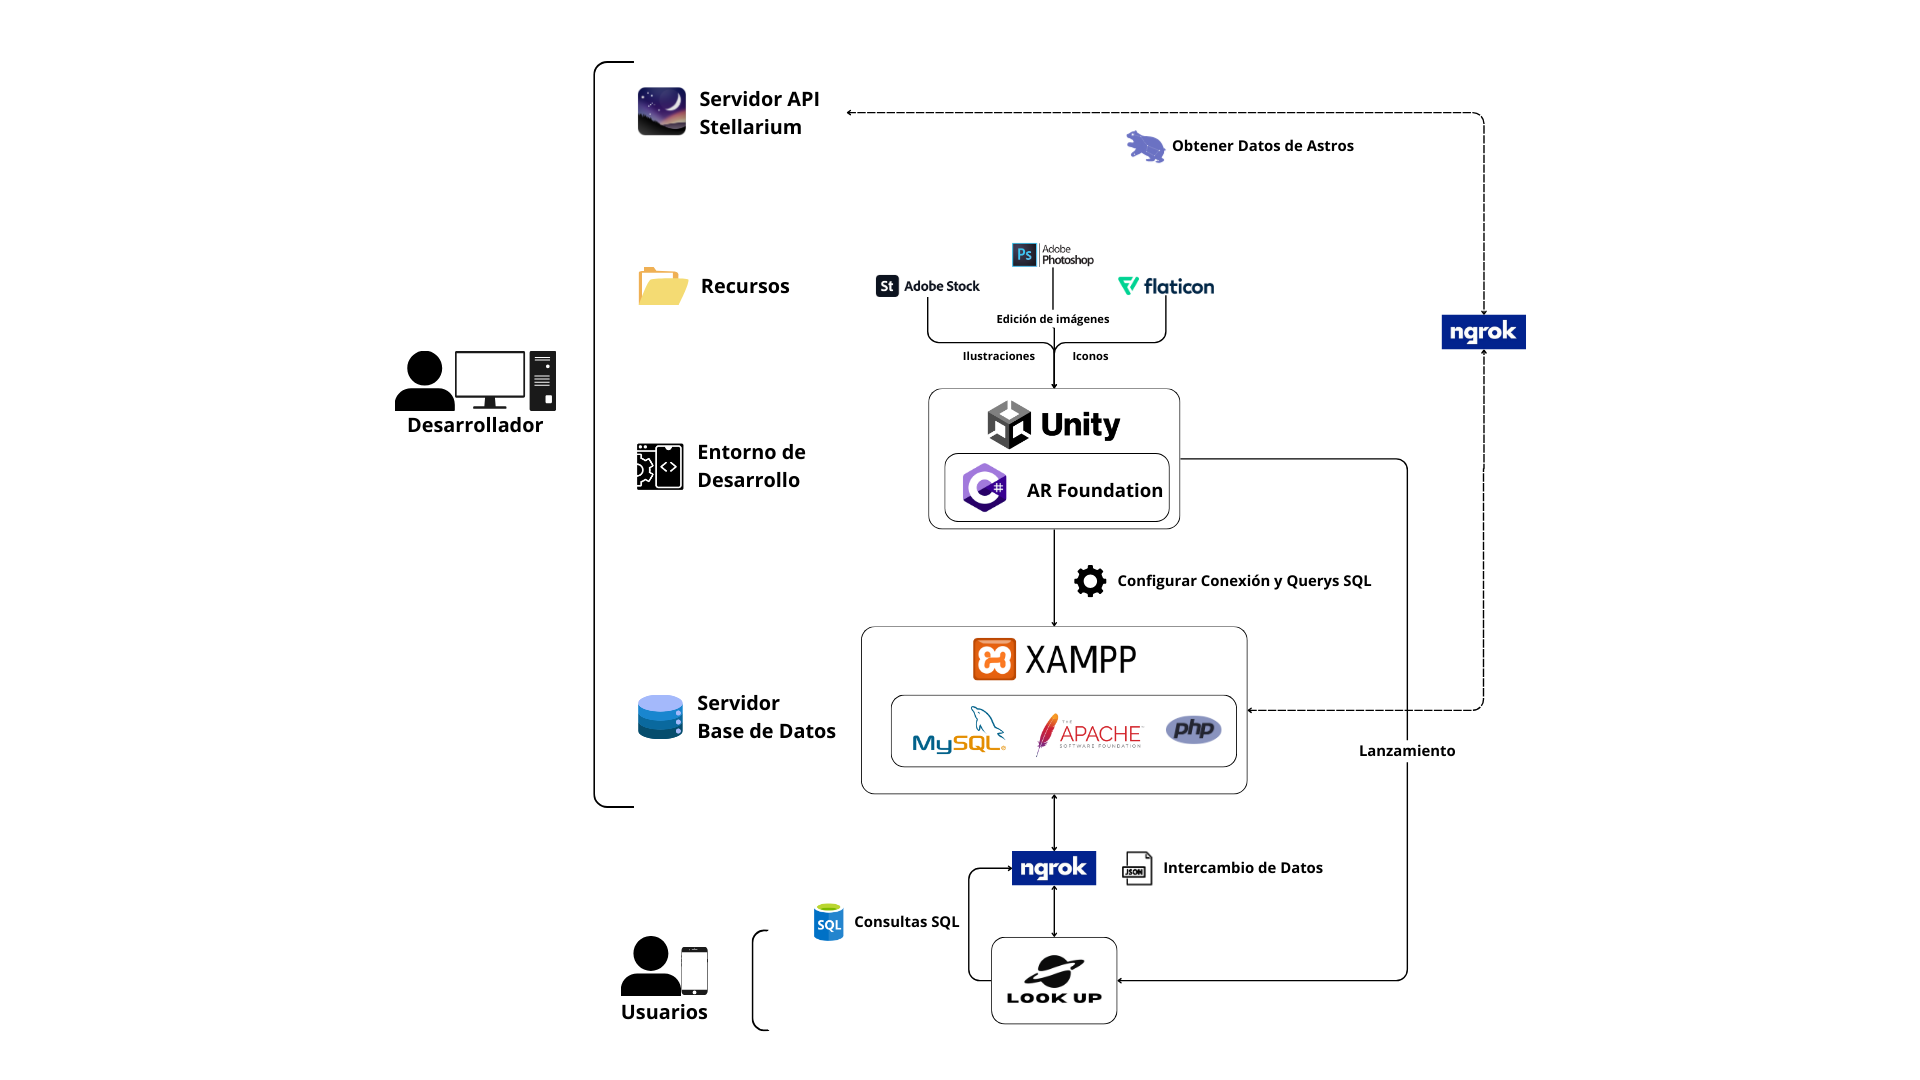 Servidor API
Stellarium
Obtener Datos de Astros
Ps
Adobe
Photoshop
Recursos
St Adobe Stock
flaticon
Edición de imágenes
ngrok
Ilustraciones
Iconos
Desarrollador
Unity
Entorno de
Desarrollo
C#
AR Foundation
Configurar Conexión y Querys SQL
XAMPP
Servidor
Base de Datos
MySQL®
THE
APACHE
SOFTWARE FOUNDATION
php
Lanzamiento
ngrok
JSON
Intercambio de Datos
SQL
Consultas SQL
LOOK UP
Usuarios